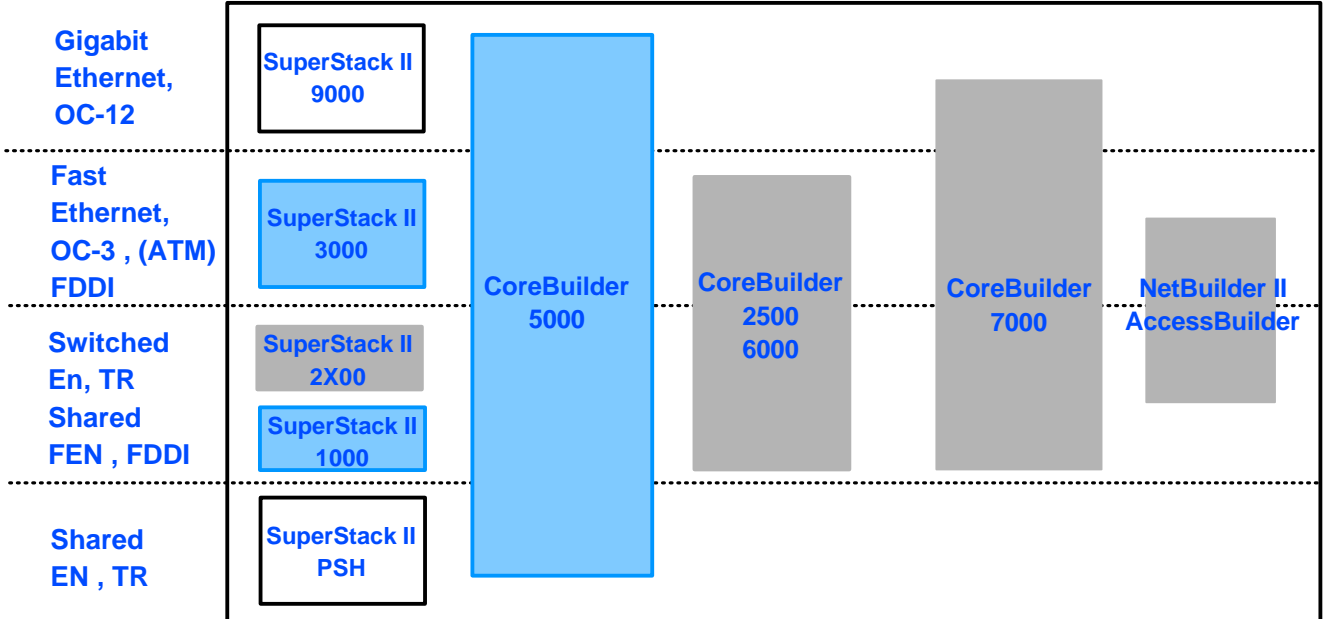 Gigabit
Ethernet,
OC-12
SuperStack II
9000
Fast
Ethernet,
OC-3 , (ATM)
FDDI
SuperStack II
3000
Switched
En, TR
Shared
FEN , FDDI
SuperStack II
2X00
SuperStack II
1000
Shared
EN , TR
SuperStack II
PSH
CoreBuilder
5000
CoreBuilder
2500
6000
CoreBuilder
7000
NetBuilder II
AccessBuilder